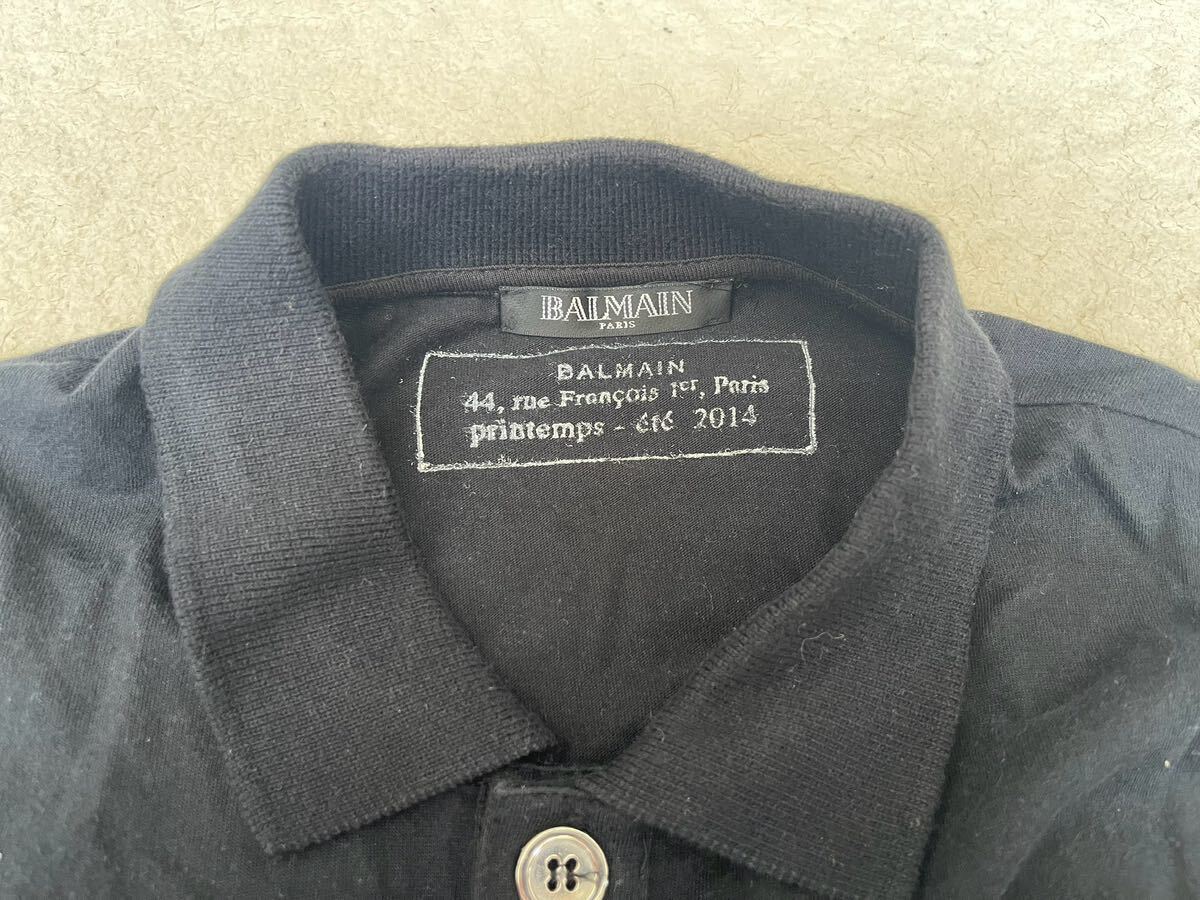 BALMAIN
PARIS
BALMAIN
44, rue François 1er, Paris
printemps - été 2014